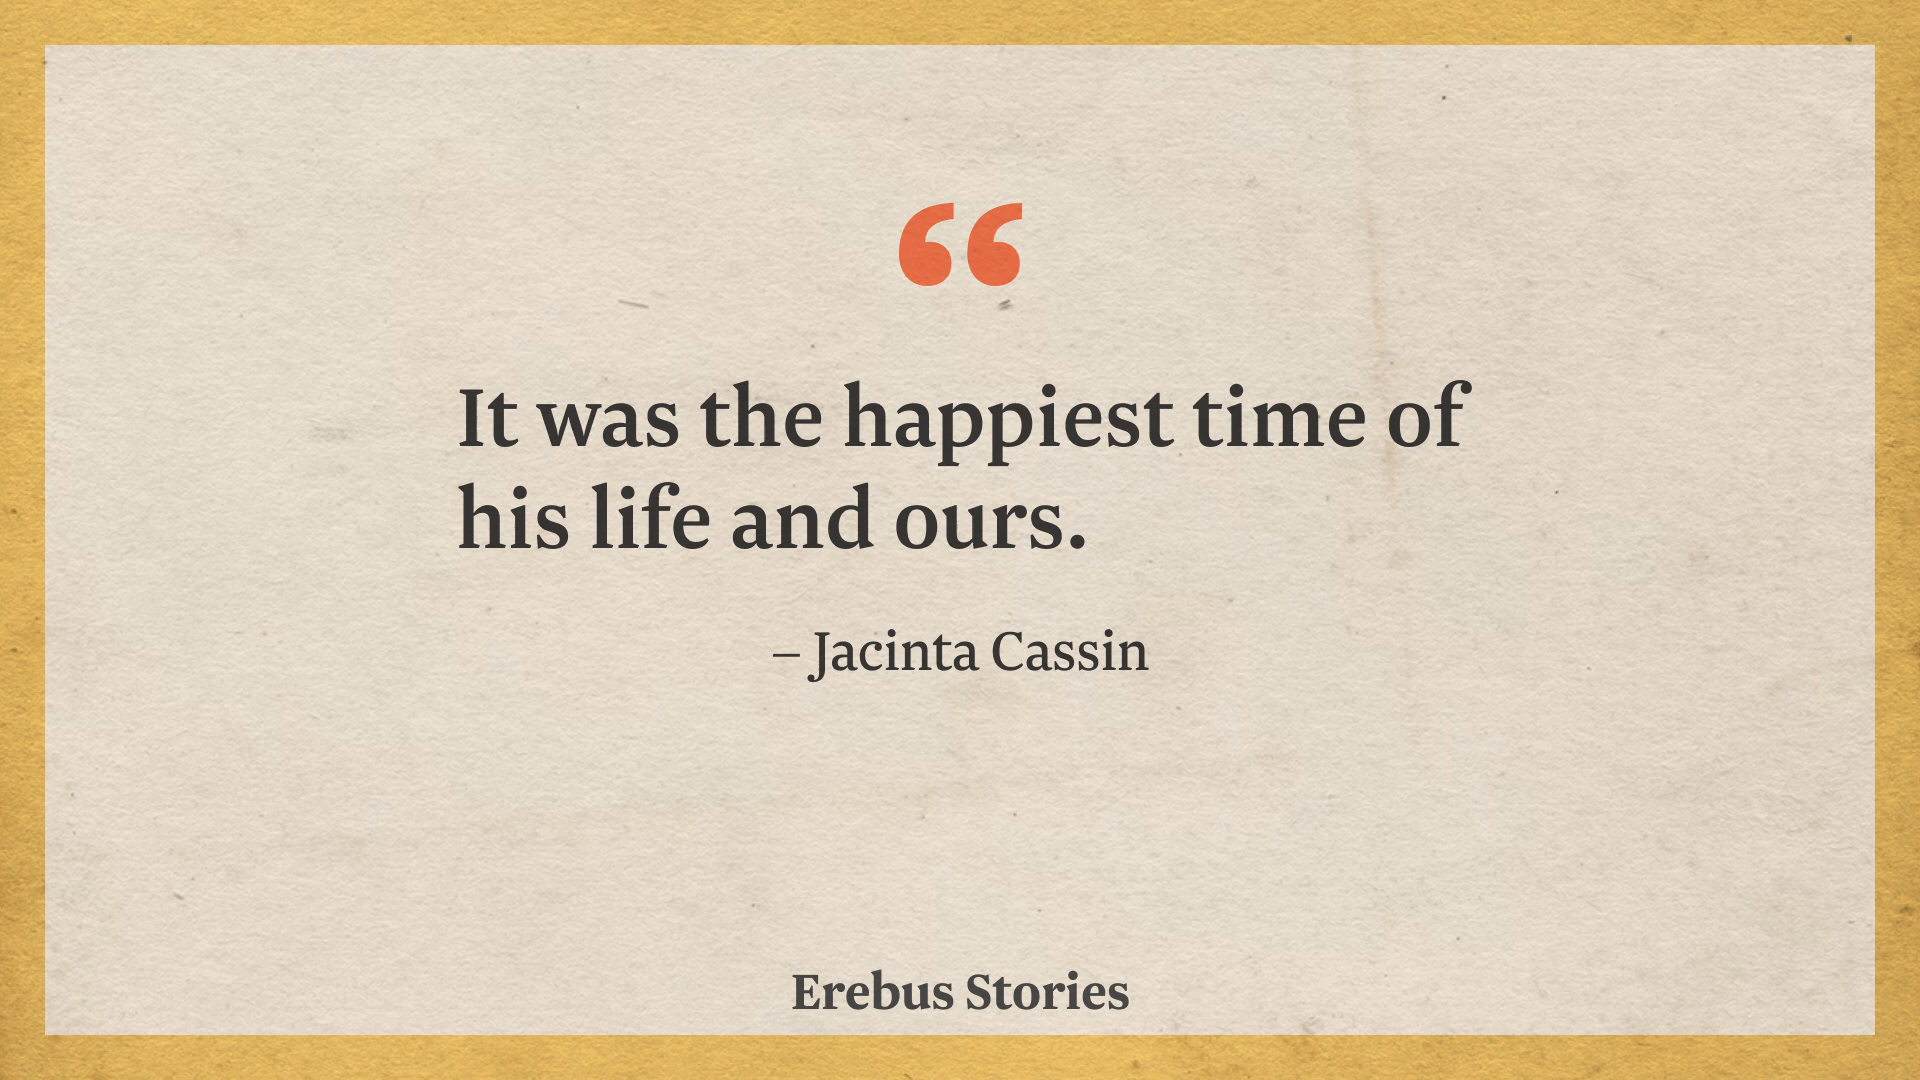 “
It was the happiest time of
his life and ours.
– Jacinta Cassin
Erebus Stories